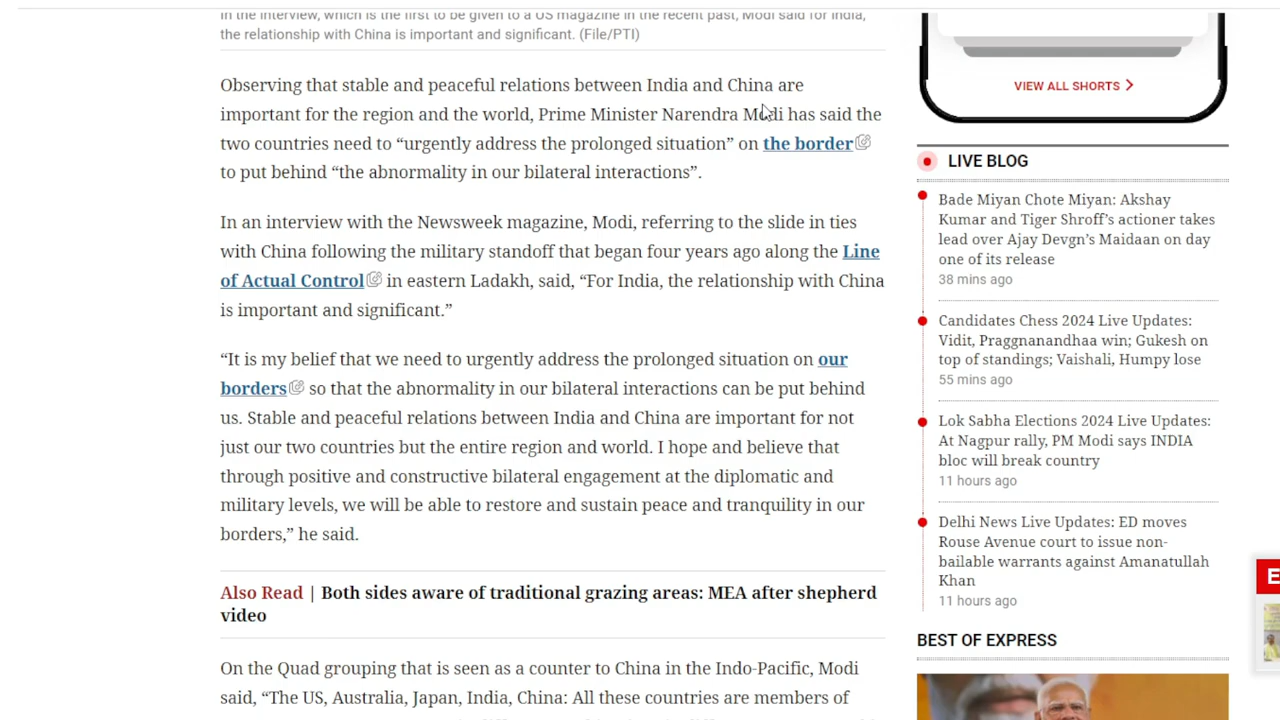 In the interview, which is the first to be given to a US magazine in the recent past, Modi said for India,
the relationship with China is important and significant. (File/PTI)
Observing that stable and peaceful relations between India and China are
important for the region and the world, Prime Minister Narendra Modi has said the
two countries need to “urgently address the prolonged situation” on the border
to put behind “the abnormality in our bilateral interactions”.
In an interview with the Newsweek magazine, Modi, referring to the slide in ties
with China following the military standoff that began four years ago along the Line
of Actual Control in eastern Ladakh, said, “For India, the relationship with China
is important and significant.”
“It is my belief that we need to urgently address the prolonged situation on our
borders so that the abnormality in our bilateral interactions can be put behind
us. Stable and peaceful relations between India and China are important for not
just our two countries but the entire region and world. I hope and believe that
through positive and constructive bilateral engagement at the diplomatic and
military levels, we will be able to restore and sustain peace and tranquility in our
borders,” he said.
Also Read | Both sides aware of traditional grazing areas: MEA after shepherd
video
On the Quad grouping that is seen as a counter to China in the Indo-Pacific, Modi
said, “The US, Australia, Japan, India, China: All these countries are members of
VIEW ALL SHORTS
LIVE BLOG
Bade Miyan Chote Miyan: Akshay
Kumar and Tiger Shroff’s actioner takes
lead over Ajay Devgn’s Maidaan on day
one of its release
38 mins ago
Candidates Chess 2024 Live Updates:
Vidit, Praggnanandhaa win; Gukesh on
top of standings; Vaishali, Humpy lose
55 mins ago
Lok Sabha Elections 2024 Live Updates:
At Nagpur rally, PM Modi says INDIA
bloc will break country
11 hours ago
Delhi News Live Updates: ED moves
Rouse Avenue court to issue non-
bailable warrants against Amanatullah
Khan
11 hours ago
BEST OF EXPRESS
E